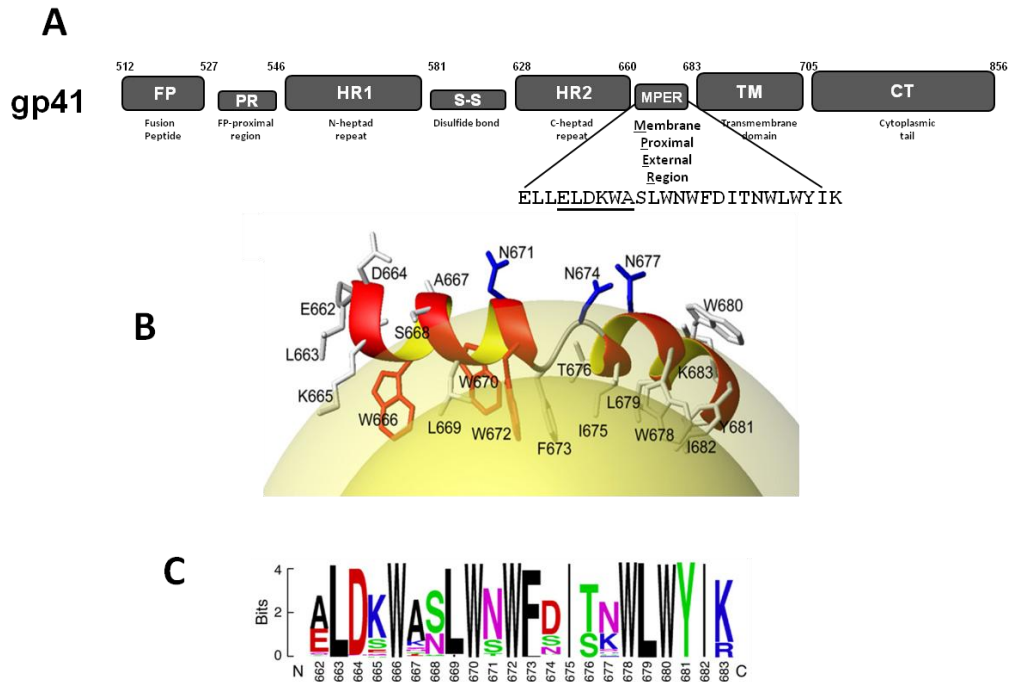 A
512 527 546 581 628 660 683 705 856
gp41 FP PR HR1 S-S HR2 MPER TM CT
Fusion Peptide
FP-proximal region
N-heptad repeat
Disulfide bond
C-heptad repeat
Membrane
Proximal
External
Region
Transmembrane domain
Cytoplasmic tail
ELLELDKWASLWNWFDITNWLWYIK
B
N671
D664
A667
N674
N677
E662
S668
W680
L663
T676
K683
K665
W670
L679
W666
L669
W672
F673
I675
W678
I682
Y681
C
Bits
4
2
0
ALDKWASLWNWFDITNWLWYIK
E S K N S N S K R
N
N 662 663 664 665 666 667 668 669 670 671 672 673 674 675 676 677 678 679 680 681 682 683 C